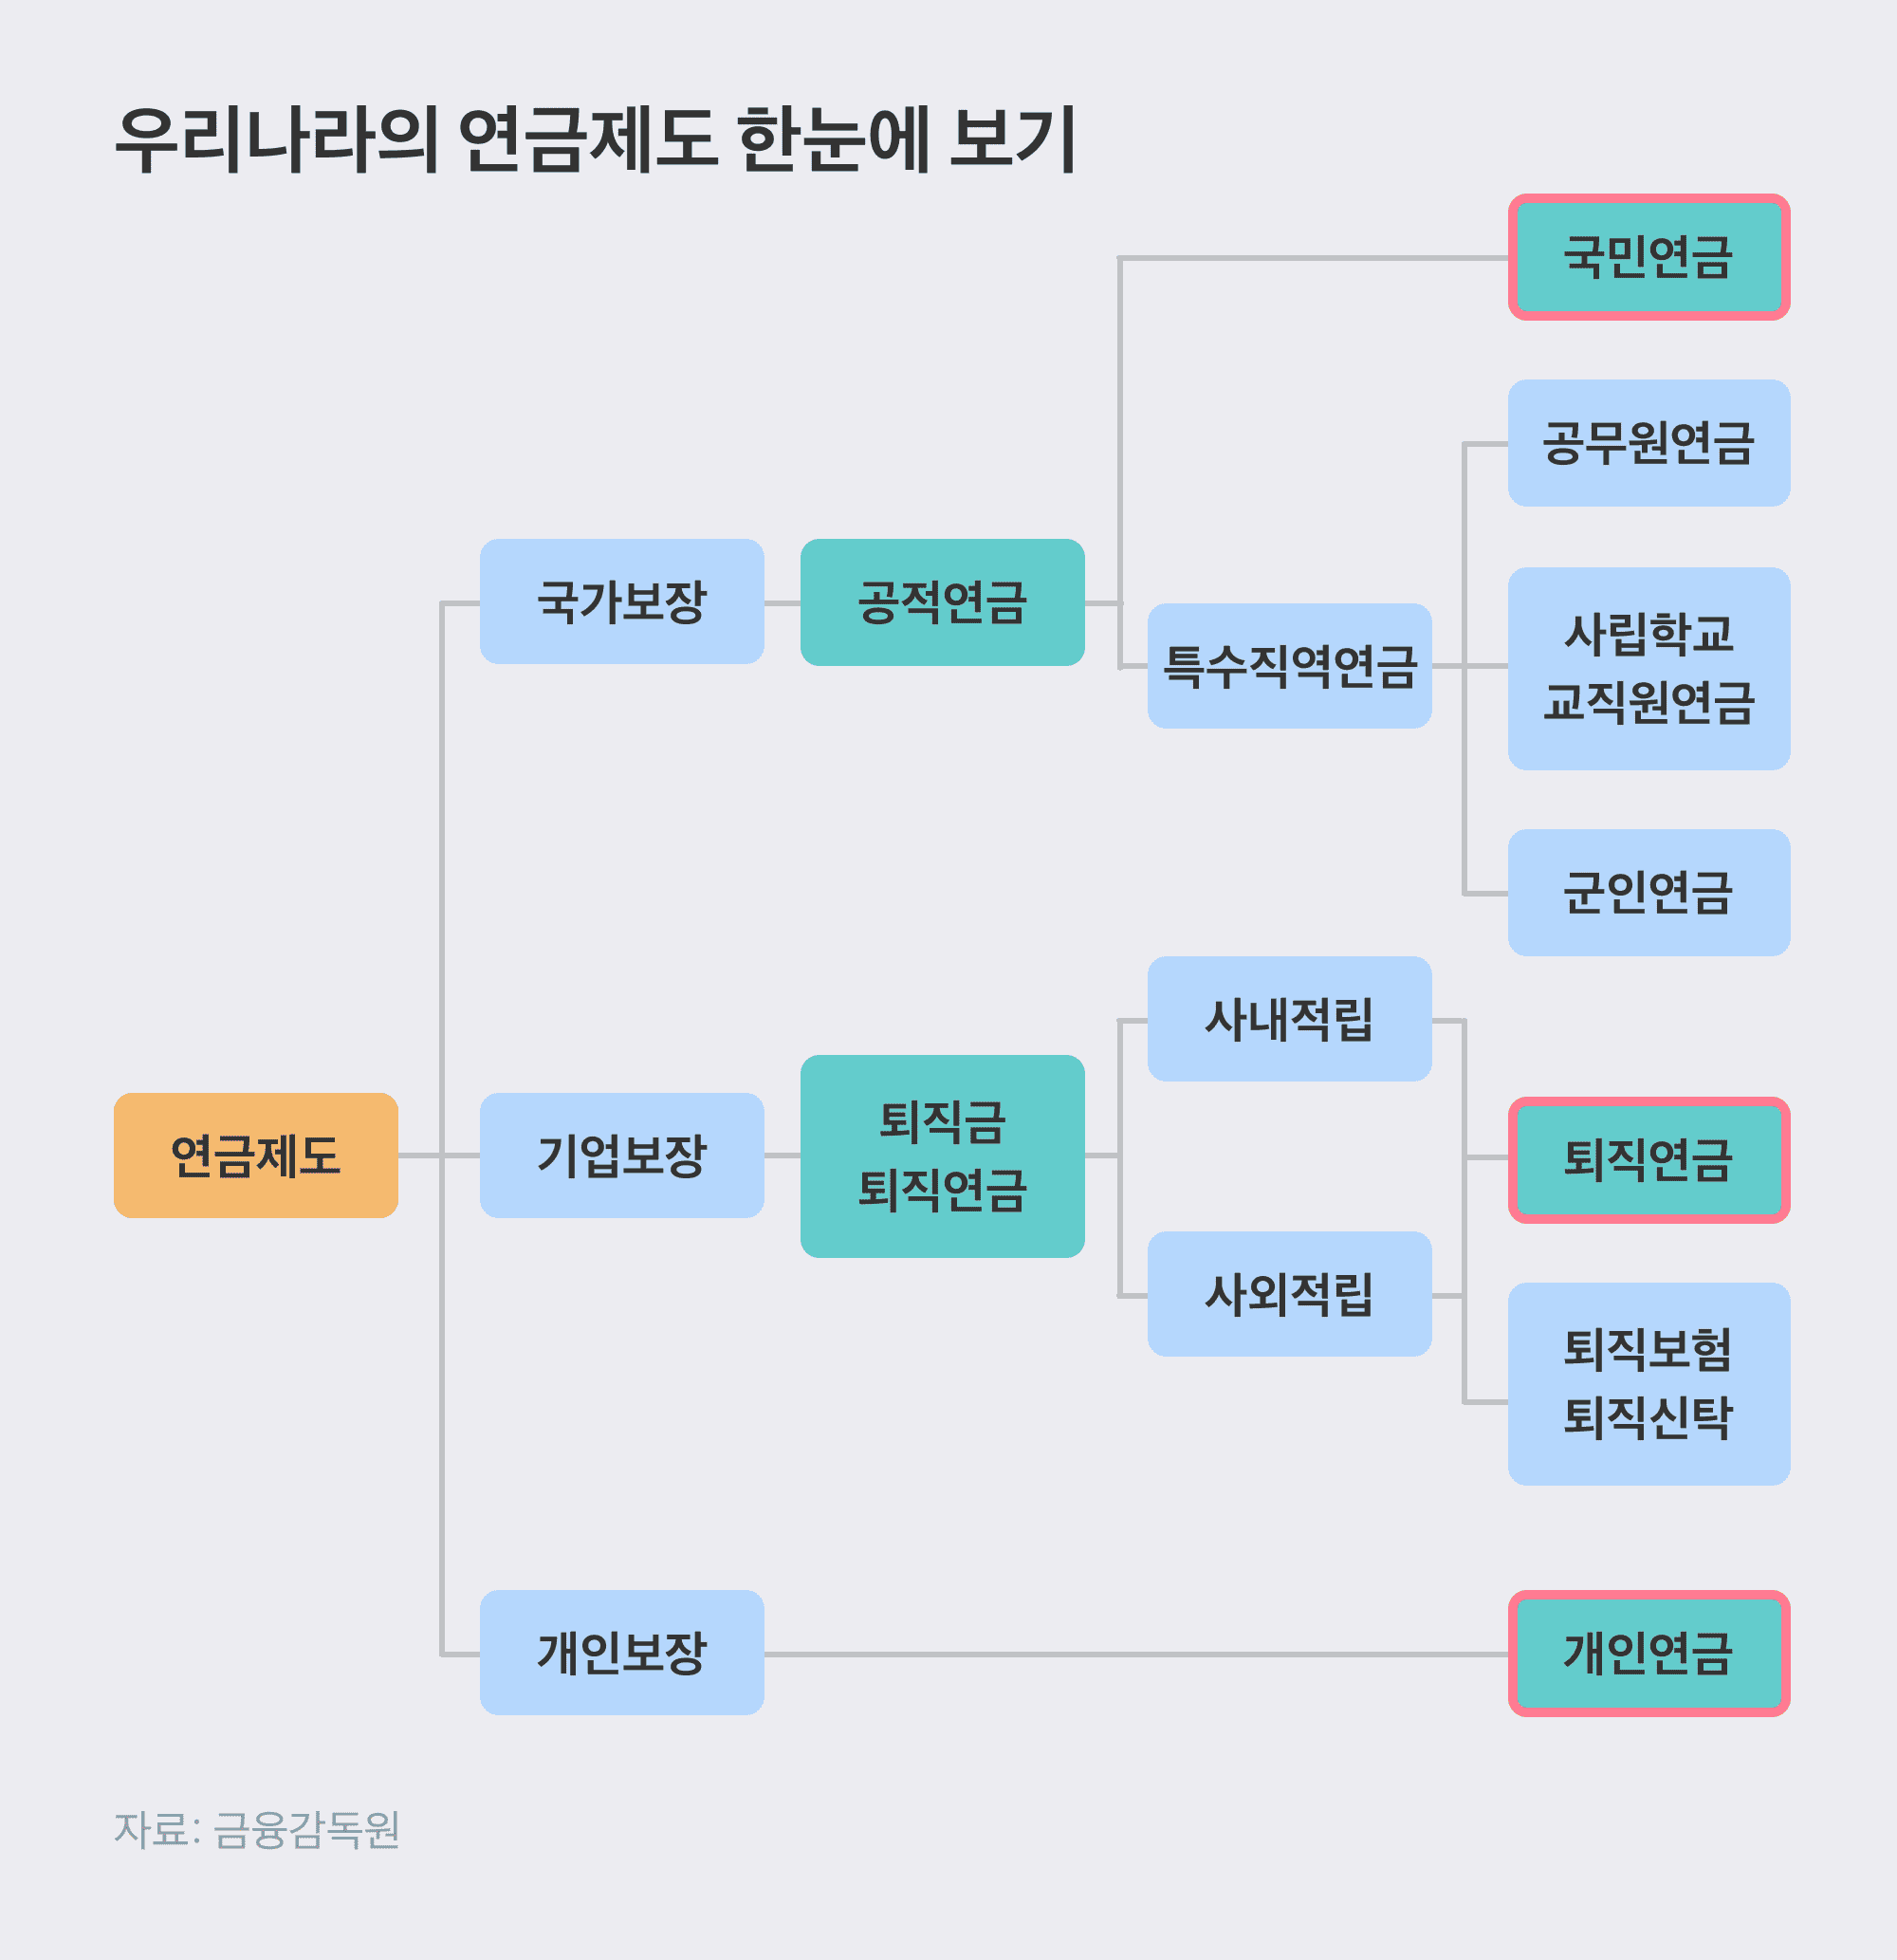 우리나라의 연금제도 한눈에 보기
국민연금
공무원연금
국가보장
공적연금
특수직역연금
사립학교
교직원연금
군인연금
사내적립
연금제도
기업보장
퇴직금
퇴직연금
퇴직연금
사외적립
퇴직보험
퇴직신탁
개인보장
개인연금
자료: 금융감독원